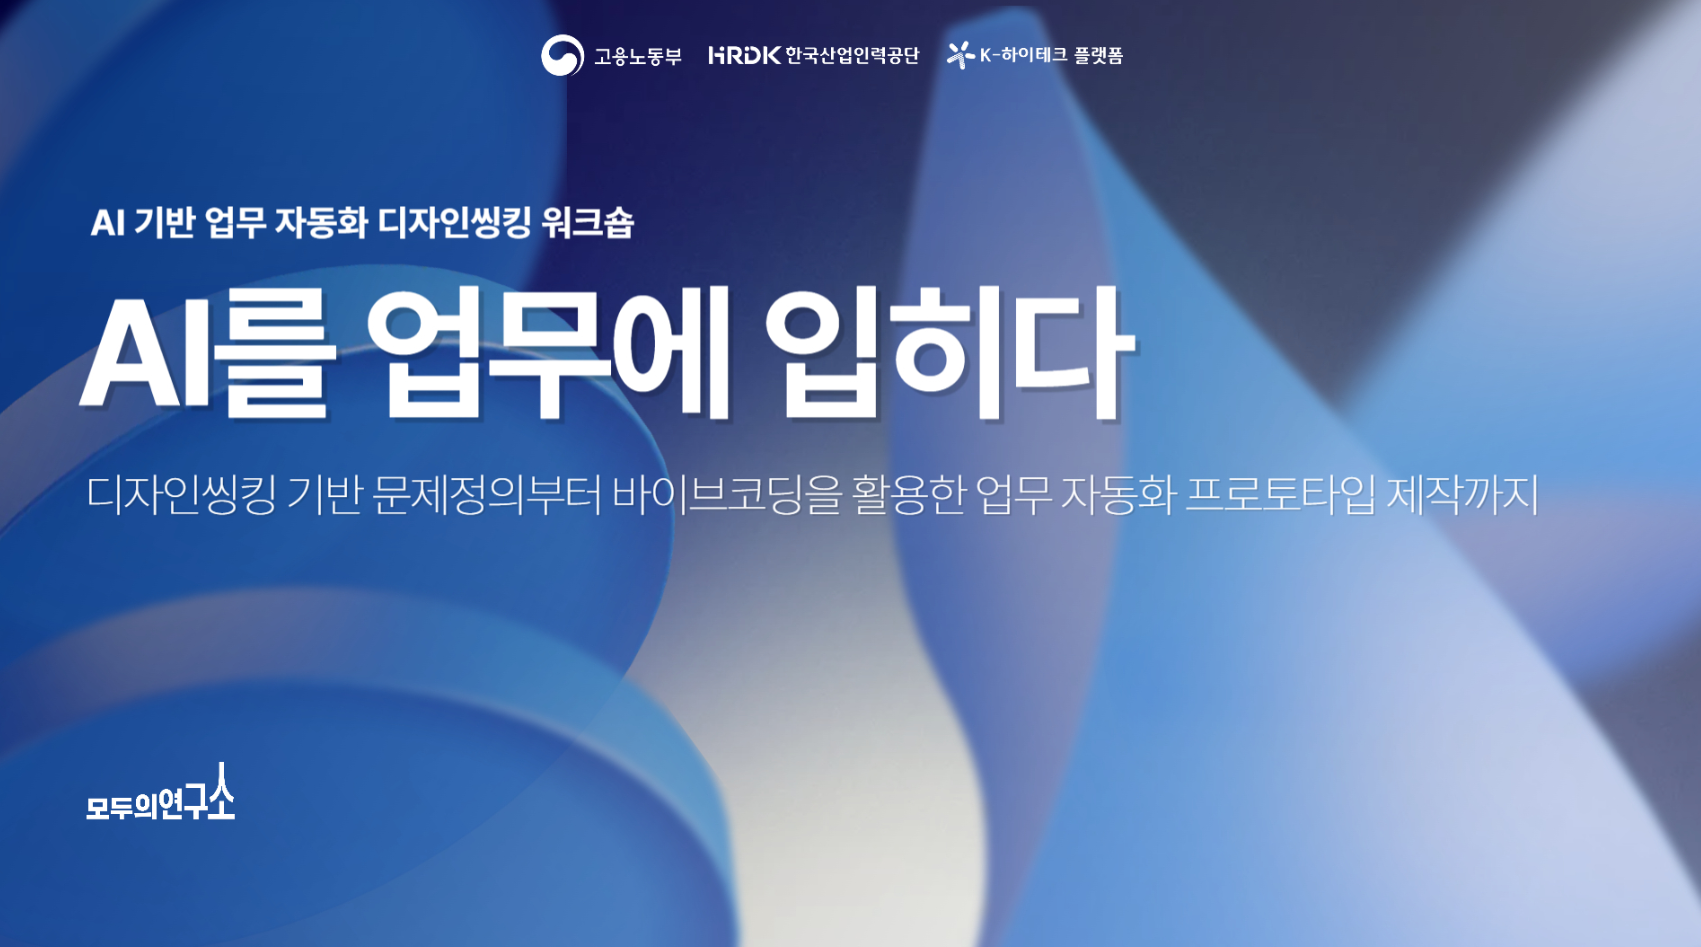 고용노동부 HRDK 한국산업인력공단 K-하이테크 플랫폼
AI 기반 업무 자동화 디자인씽킹 워크숍
AI를 업무에 입히다
디자인씽킹 기반 문제정의부터 바이브코딩을 활용한 업무 자동화 프로토타입 제작까지
모두의연구소